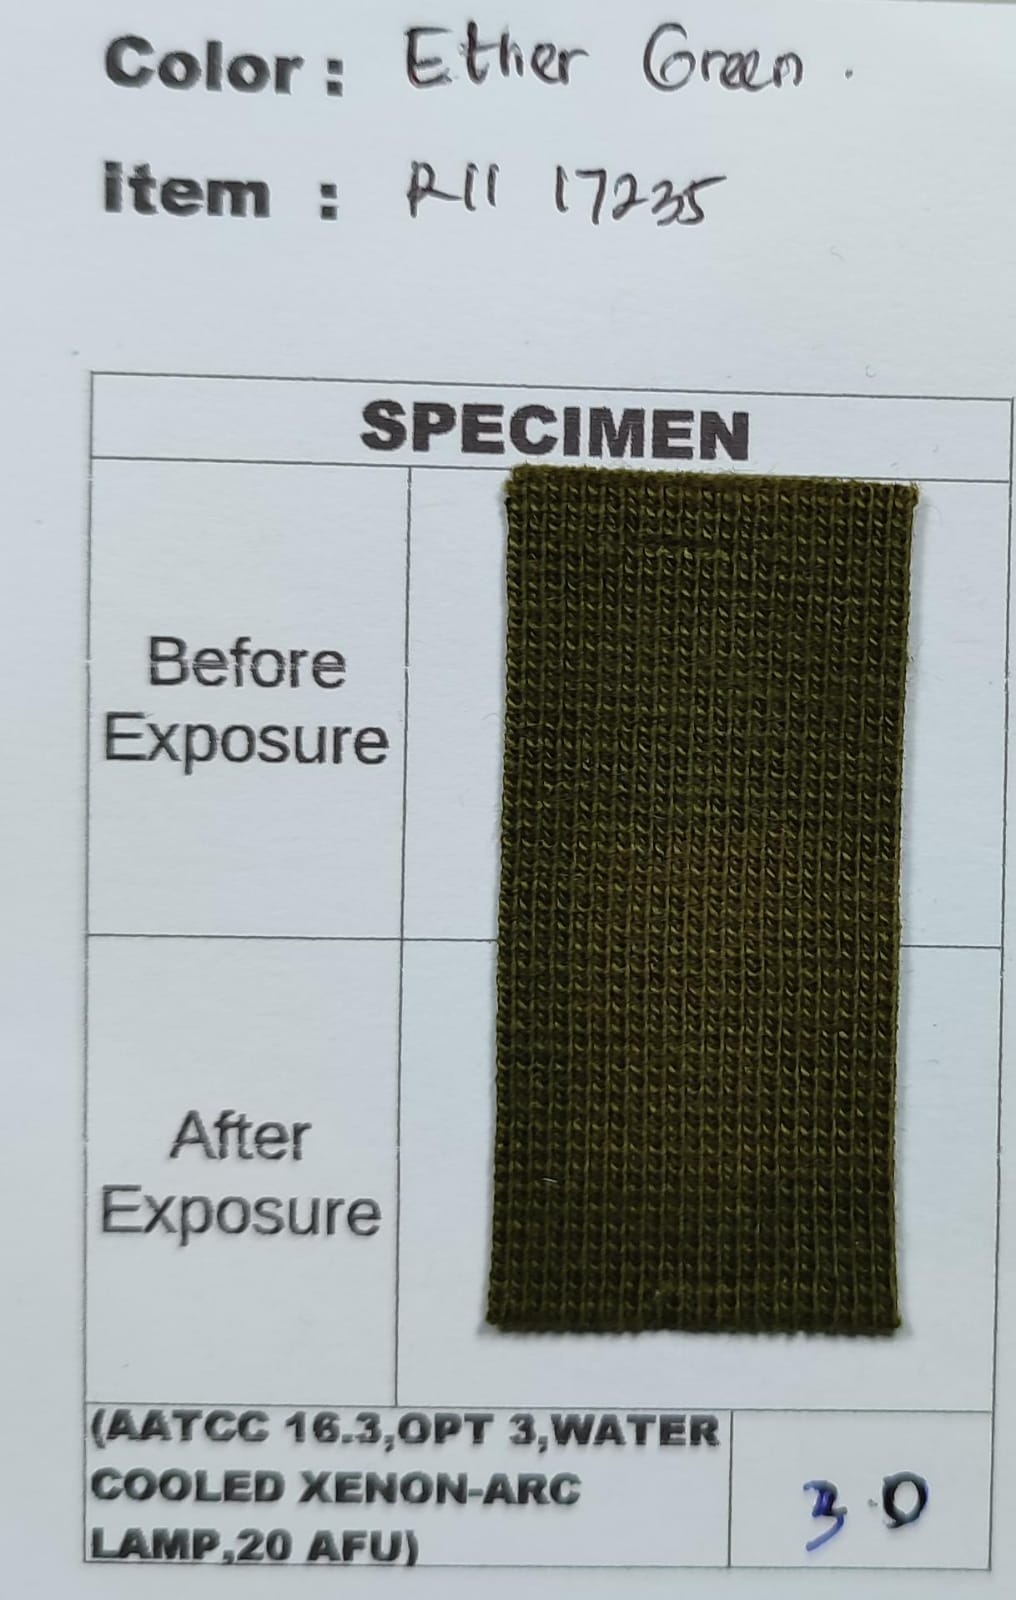 Color: Ether Green.
item : R11 17235
SPECIMEN
Before
Exposure
After
Exposure
(AATCC 16.3,OPT 3,WATER
COOLED XENON-ARC
LAMP,20 AFU)
3.0